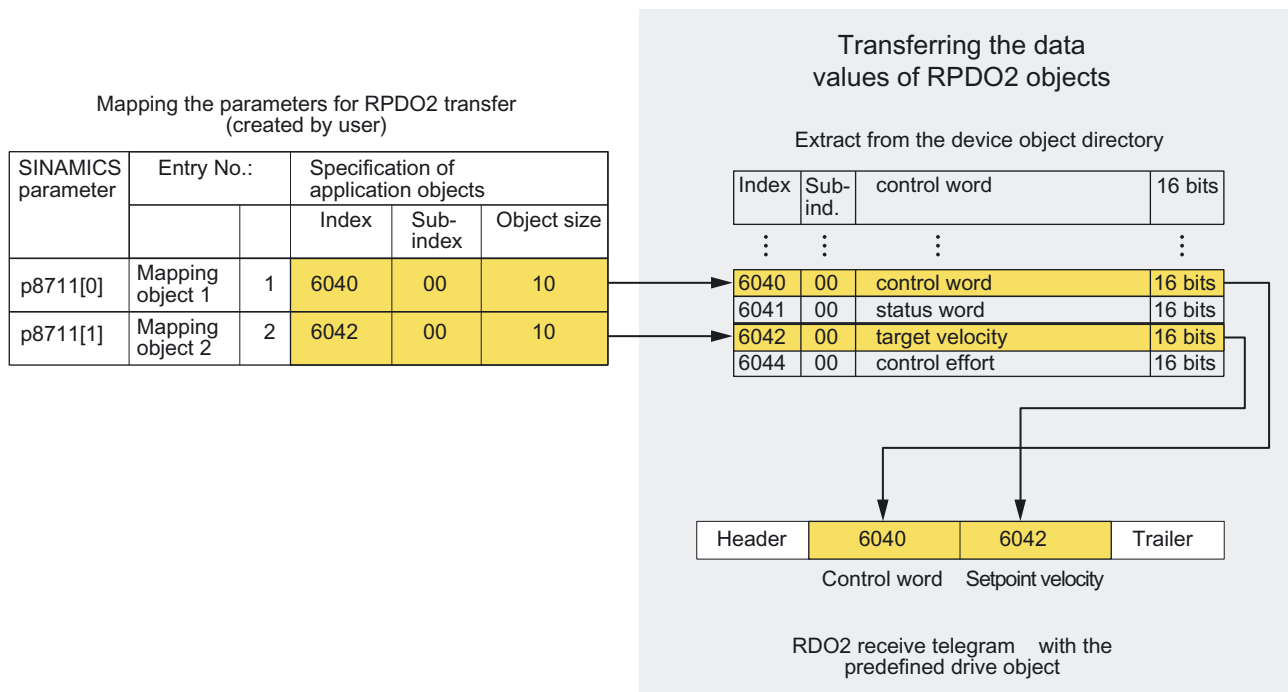 Mapping the parameters for RPDO2 transfer
(created by user)
SINAMICS parameter Entry No.: Specification of application objects
Index Sub-index Object size
p8711[0] Mapping object 1 1 6040 00 10
p8711[1] Mapping object 2 2 6042 00 10
Transferring the data
values of RPDO2 objects
Extract from the device object directory
Index Sub-ind. control word 16 bits
6040 00 control word 16 bits
6041 00 status word 16 bits
6042 00 target velocity 16 bits
6044 00 control effort 16 bits
Header 6040 6042 Trailer
Control word Setpoint velocity
RDO2 receive telegram with the
predefined drive object